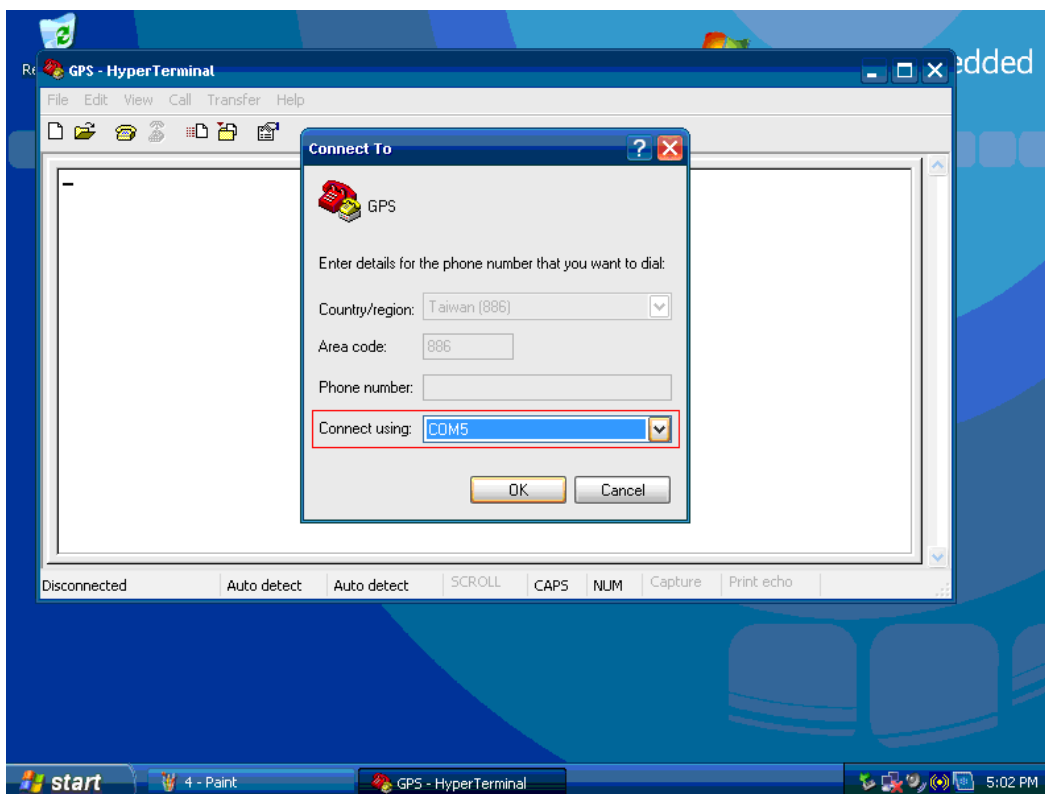 Re
edded
GPS - HyperTerminal
File Edit View Call Transfer Help
Connect To
GPS
Enter details for the phone number that you want to dial:
Country/region: Taiwan (886)
Area code: 886
Phone number:
Connect using: COM5
OK Cancel
Disconnected Auto detect Auto detect SCROLL CAPS NUM Capture Print echo
start 4 - Paint GPS - HyperTerminal 5:02 PM